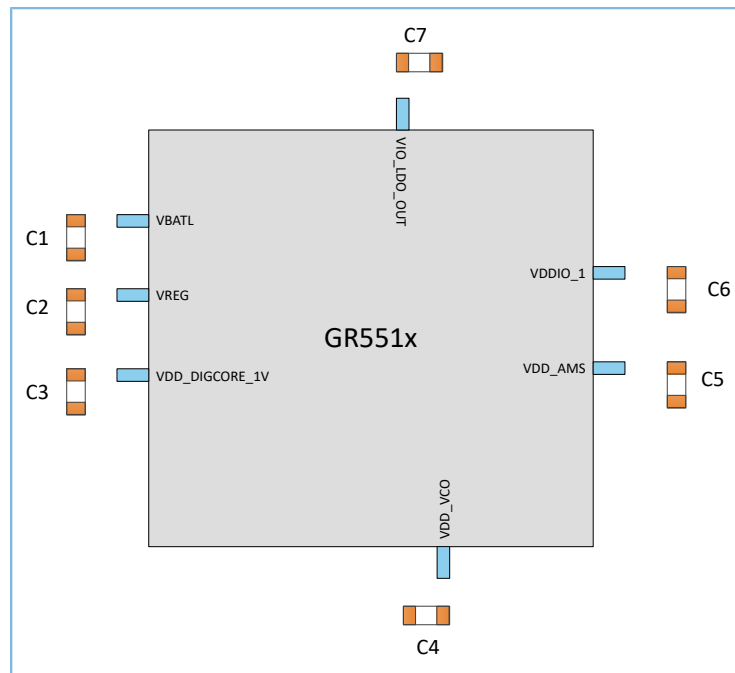 C7
VIO_LDO_OUT
C1
VBATL
VDDIO_1
C6
C2
VREG
GR551x
C3
VDD_DIGCORE_1V
VDD_AMS
C5
VDD_VCO
C4